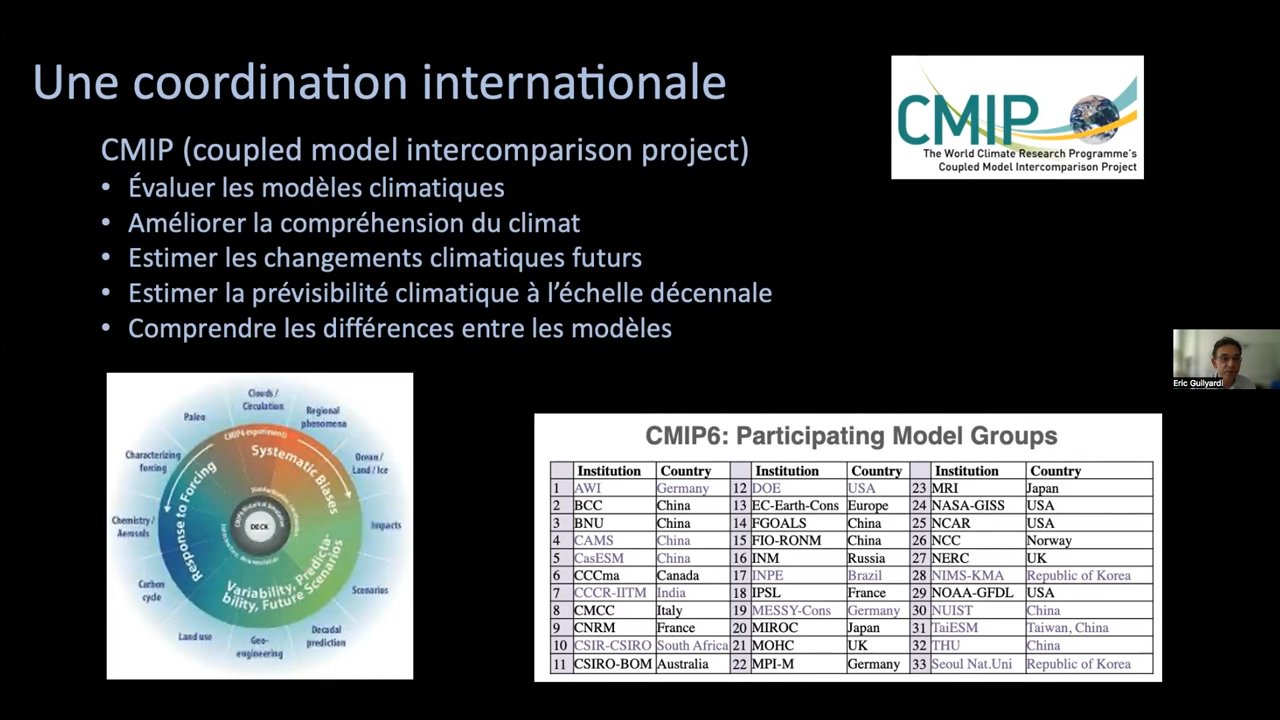 Une coordination internationale
CMIP
The World Climate Research Programme's
Coupled Model Intercomparison Project
CMIP (coupled model intercomparison project)
• Évaluer les modèles climatiques
• Améliorer la compréhension du climat
• Estimer les changements climatiques futurs
• Estimer la prévisibilité climatique à l'échelle décennale
• Comprendre les différences entre les modèles
Eric Guilyardi
Clouds /
Circulation
Regional
phenomena
Ocean /
Land / Ice
Impacts
Scenarios
Decadal
prediction
Geo-
engineering
Land use
Carbon
cycle
Chemistry /
Aerosols
Characterizing
forcing
Paleo
Systematic Biases
Response to Forcing
Variability, Predicta-
bility, Future Scenarios
DECK
CMIP6: Participating Model Groups
Institution Country Institution Country Institution Country
1 AWI Germany 12 DOE USA 23 MRI Japan
2 BCC China 13 EC-Earth-Cons Europe 24 NASA-GISS USA
3 BNU China 14 FGOALS China 25 NCAR USA
4 CAMS China 15 FIO-RONM China 26 NCC Norway
5 CasESM China 16 INM Russia 27 NERC UK
6 CCCma Canada 17 INPE Brazil 28 NIMS-KMA Republic of Korea
7 CCCR-IITM India 18 IPSL France 29 NOAA-GFDL USA
8 CMCC Italy 19 MESSY-Cons Germany 30 NUIST China
9 CNRM France 20 MIROC Japan 31 TaiESM Taiwan, China
10 CSIR-CSIRO South Africa 21 MOHC UK 32 THU China
11 CSIRO-BOM Australia 22 MPI-M Germany 33 Seoul Nat.Uni Republic of Korea